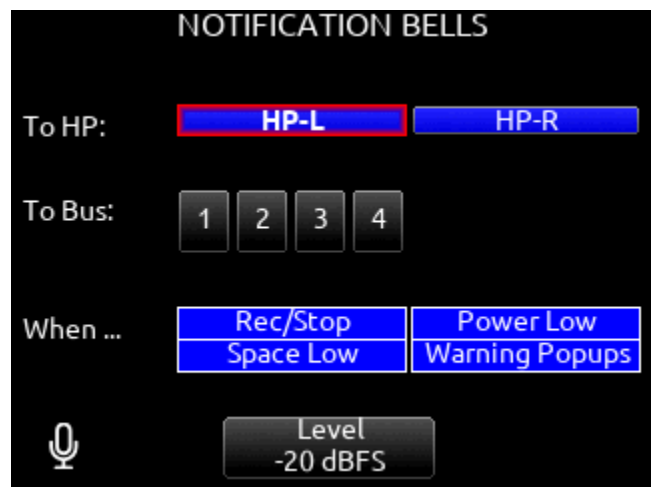 NOTIFICATION BELLS
To HP: HP-L HP-R
To Bus: 1 2 3 4
When ... Rec/Stop Power Low
Space Low Warning Popups
Level
-20 dBFS